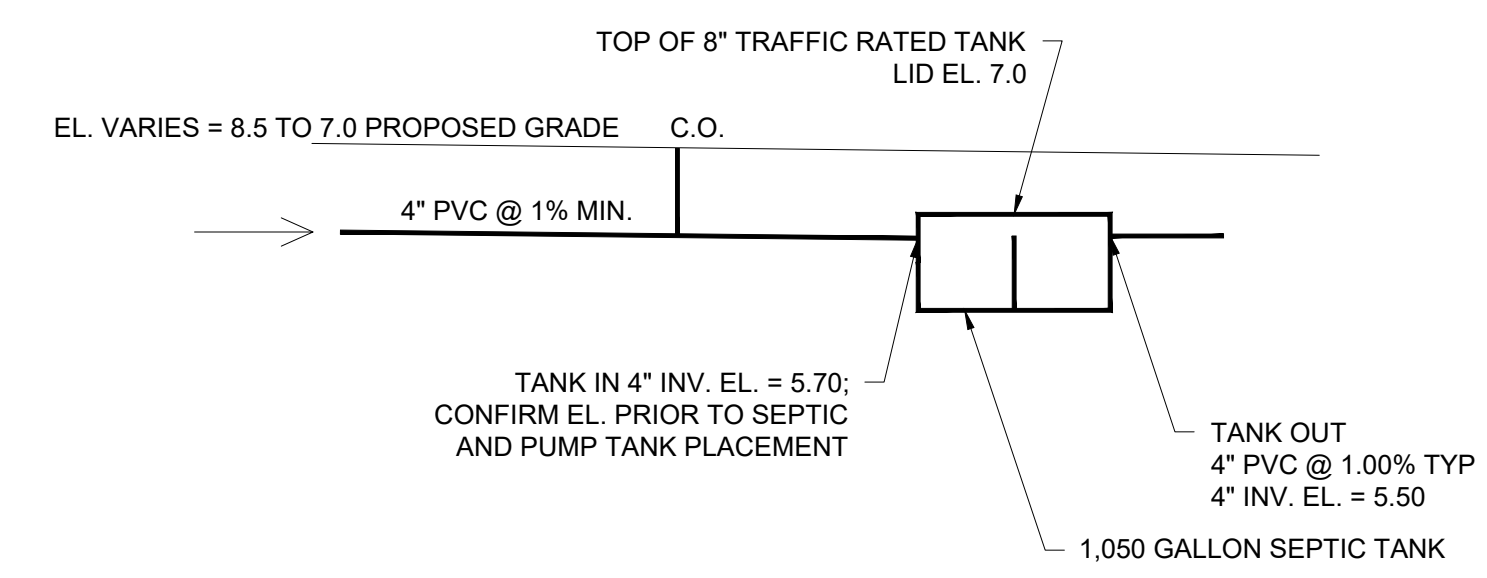 TOP OF 8" TRAFFIC RATED TANK
LID EL. 7.0
EL. VARIES = 8.5 TO 7.0 PROPOSED GRADE
C.O.
4" PVC @ 1% MIN.
TANK IN 4" INV. EL. = 5.70;
CONFIRM EL. PRIOR TO SEPTIC
AND PUMP TANK PLACEMENT
TANK OUT
4" PVC @ 1.00% TYP
4" INV. EL. = 5.50
1,050 GALLON SEPTIC TANK